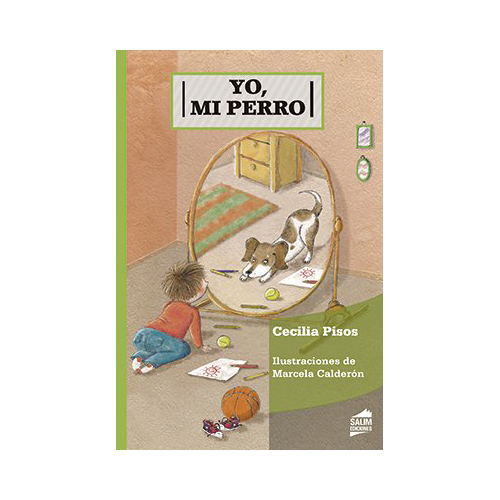 YO,
MI PERRO
Cecilia Pisos
Ilustraciones de
Marcela Calderón
SALIM
EDICIONES